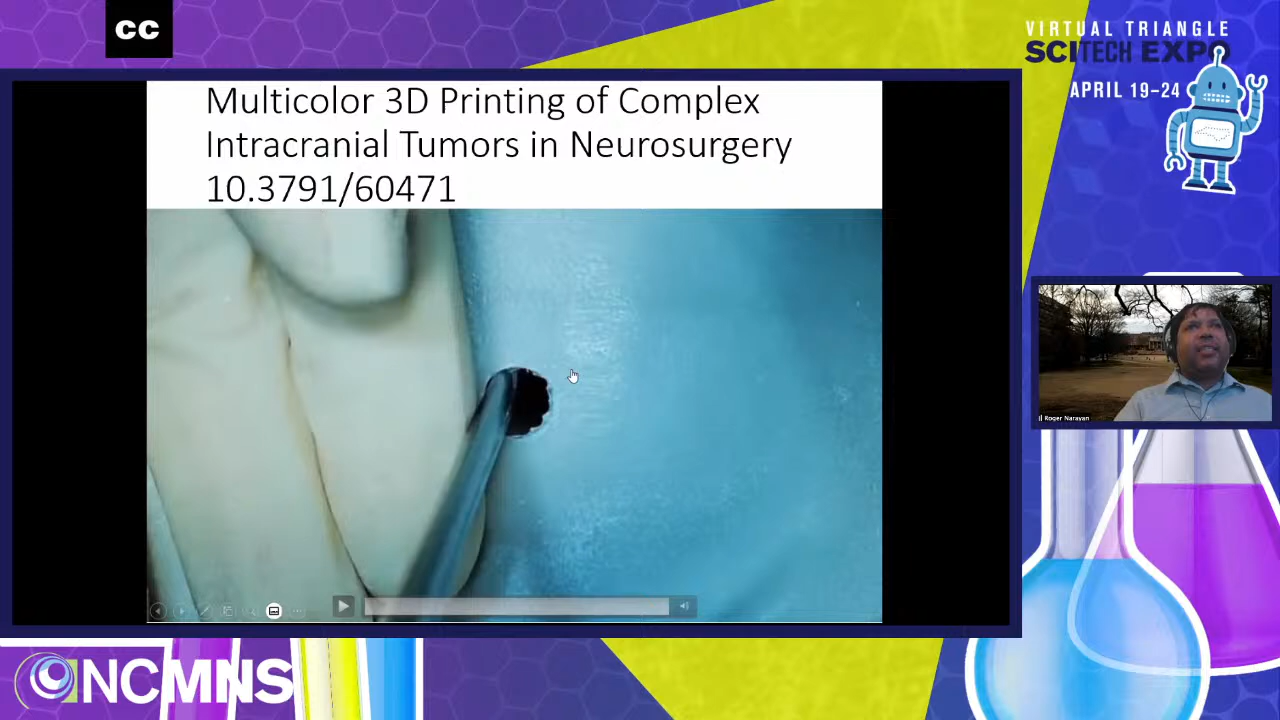 CC
VIRTUAL TRIANGLE
SCITECH EXPO
APRIL 19–24
Multicolor 3D Printing of Complex
Intracranial Tumors in Neurosurgery
10.3791/60471
Roger Narayan
NCMNS